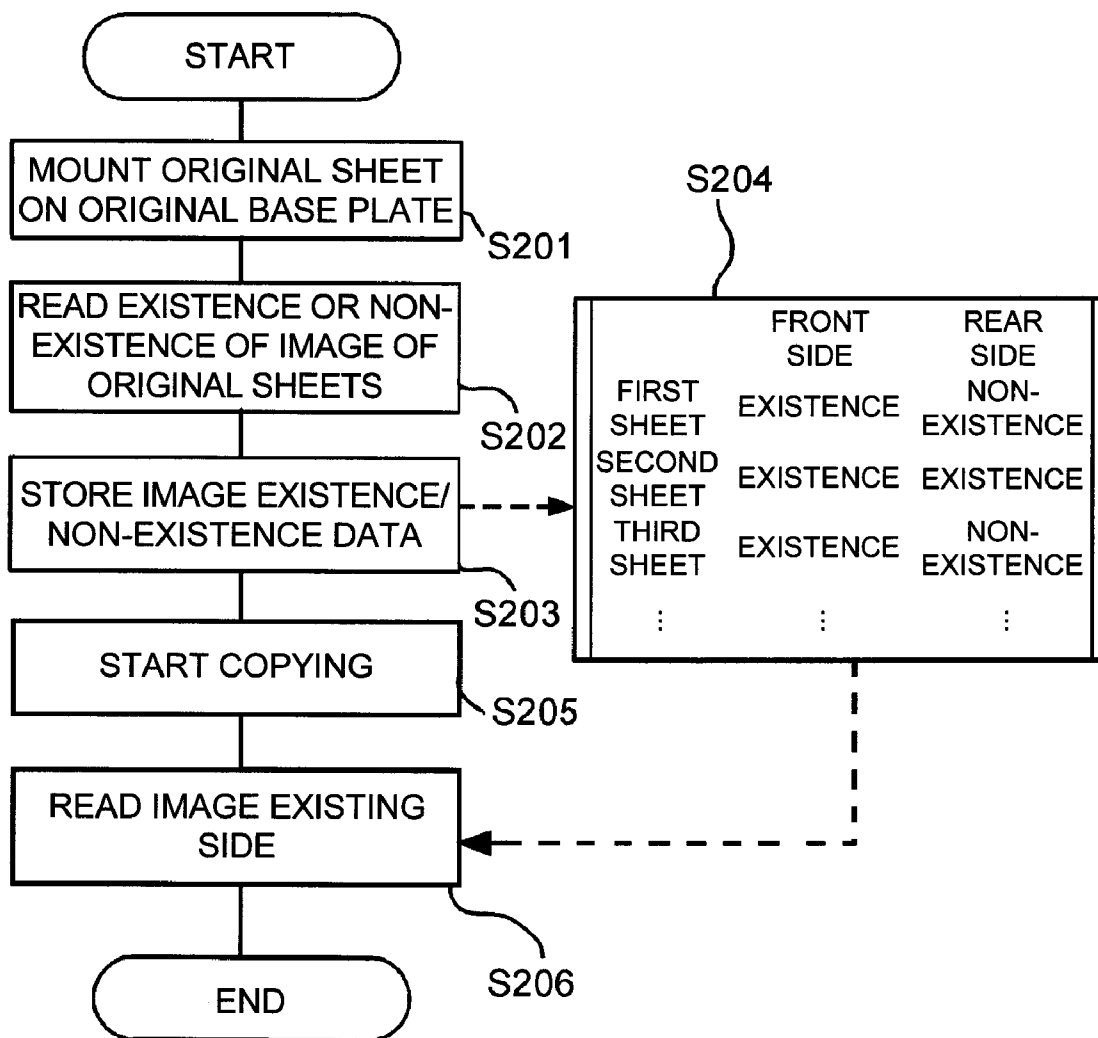 START
MOUNT ORIGINAL SHEET
ON ORIGINAL BASE PLATE
S201
READ EXISTENCE OR NON-
EXISTENCE OF IMAGE OF
ORIGINAL SHEETS
S202
STORE IMAGE EXISTENCE/
NON-EXISTENCE DATA
S203
S204
FRONT SIDE REAR SIDE
FIRST SHEET EXISTENCE NON-EXISTENCE
SECOND SHEET EXISTENCE EXISTENCE
THIRD SHEET EXISTENCE NON-EXISTENCE
⋮ ⋮ ⋮
START COPYING
S205
READ IMAGE EXISTING
SIDE
S206
END